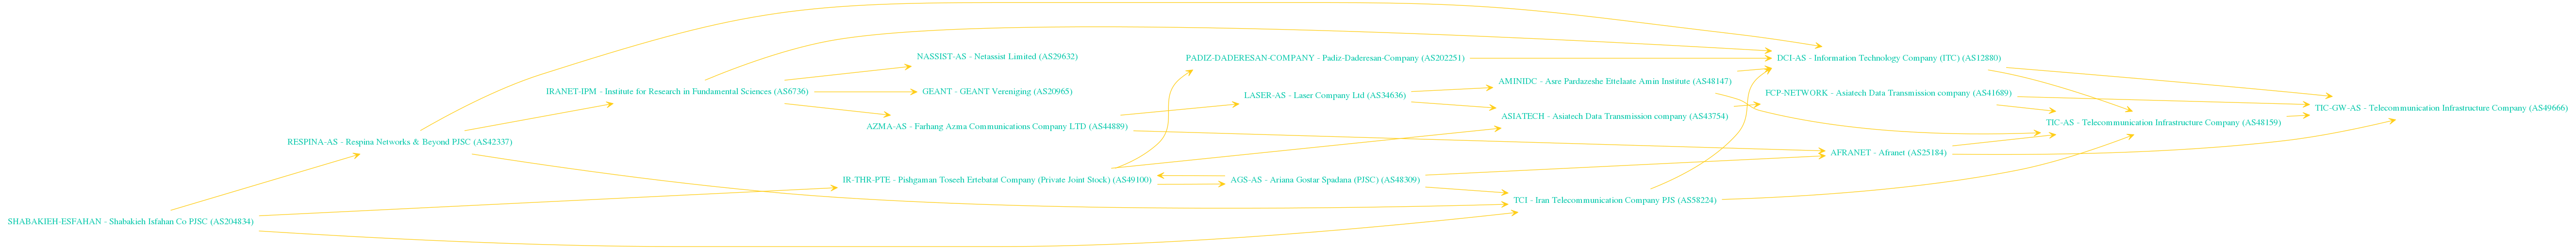 NASSIST-AS - Netassist Limited (AS29632)
PADIZ-DADERESAN-COMPANY - Padiz-Daderesan-Company (AS202251)
DCI-AS - Information Technology Company (ITC) (AS12880)
AMINIDC - Asre Pardazeshe Ettelaate Amin Institute (AS48147)
IRANET-IPM - Institute for Research in Fundamental Sciences (AS6736)
GEANT - GEANT Vereniging (AS20965)
LASER-AS - Laser Company Ltd (AS34636)
FCP-NETWORK - Asiatech Data Transmission company (AS41689)
TIC-GW-AS - Telecommunication Infrastructure Company (AS49666)
ASIATECH - Asiatech Data Transmission company (AS43754)
TIC-AS - Telecommunication Infrastructure Company (AS48159)
AZMA-AS - Farhang Azma Communications Company LTD (AS44889)
RESPINA-AS - Respina Networks & Beyond PJSC (AS42337)
AFRANET - Afranet (AS25184)
IR-THR-PTE - Pishgaman Toseeh Ertebatat Company (Private Joint Stock) (AS49100)
AGS-AS - Ariana Gostar Spadana (PJSC) (AS48309)
TCI - Iran Telecommunication Company PJS (AS58224)
SHABAKIEH-ESFAHAN - Shabakieh Isfahan Co PJSC (AS204834)